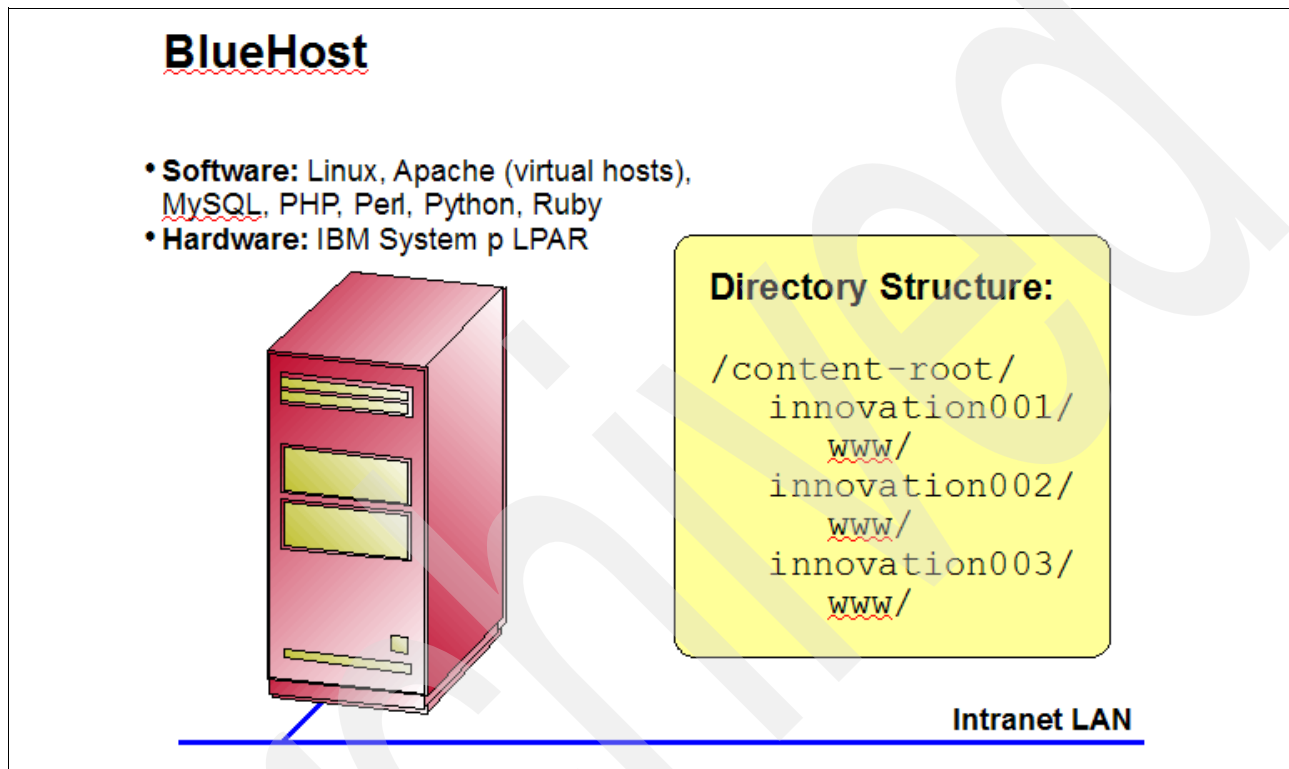 BlueHost
• Software: Linux, Apache (virtual hosts),
MySQL, PHP, Perl, Python, Ruby
• Hardware: IBM System p LPAR
Directory Structure:
/content-root/
innovation001/
www/
innovation002/
www/
innovation003/
www/
Intranet LAN